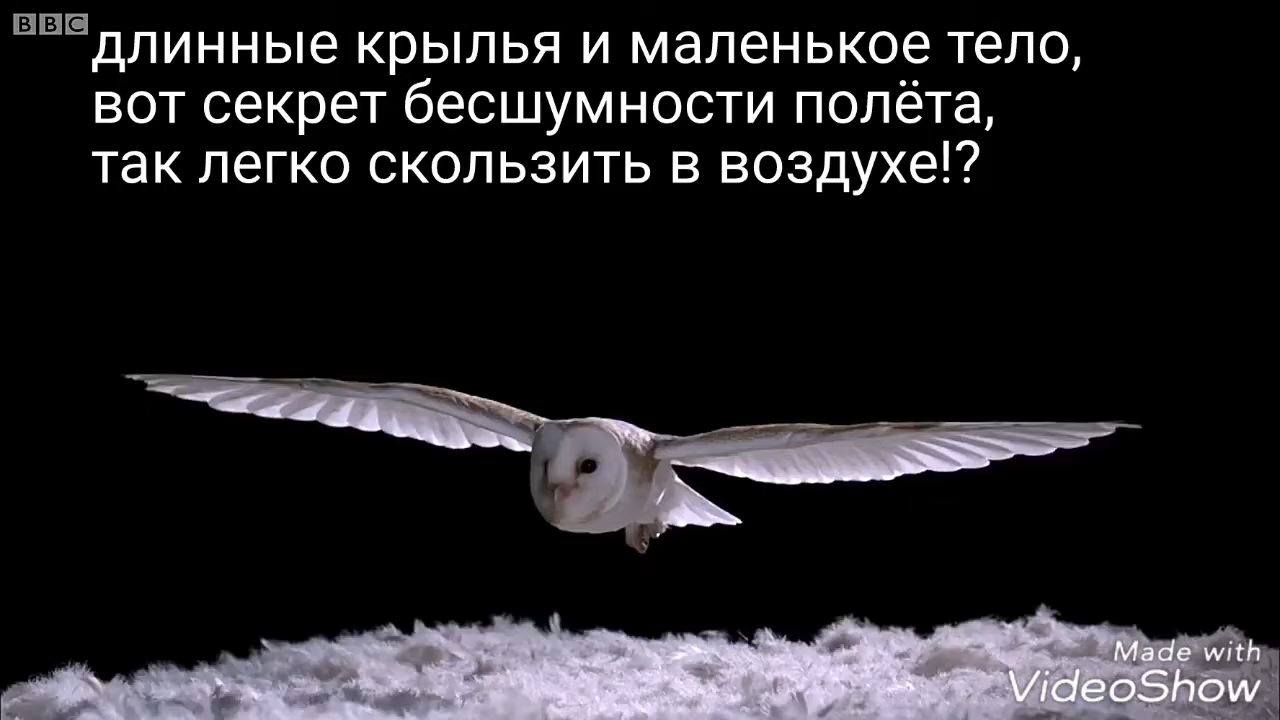 BBC
длинные крылья и маленькое тело,
вот секрет бесшумности полёта,
так легко скользить в воздухе!?
Made with
VideoShow